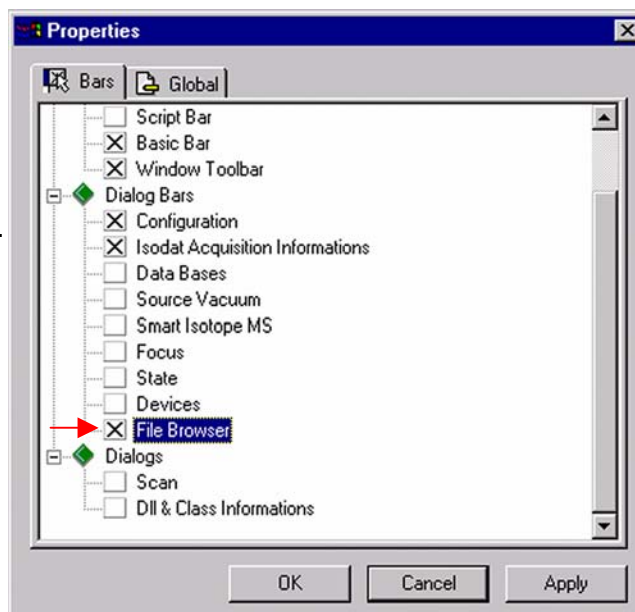 Properties
Bars Global
Script Bar
Basic Bar
Window Toolbar
Dialog Bars
Configuration
Isodat Acquisition Informations
Data Bases
Source Vacuum
Smart Isotope MS
Focus
State
Devices
File Browser
Dialogs
Scan
Dll & Class Informations
OK Cancel Apply